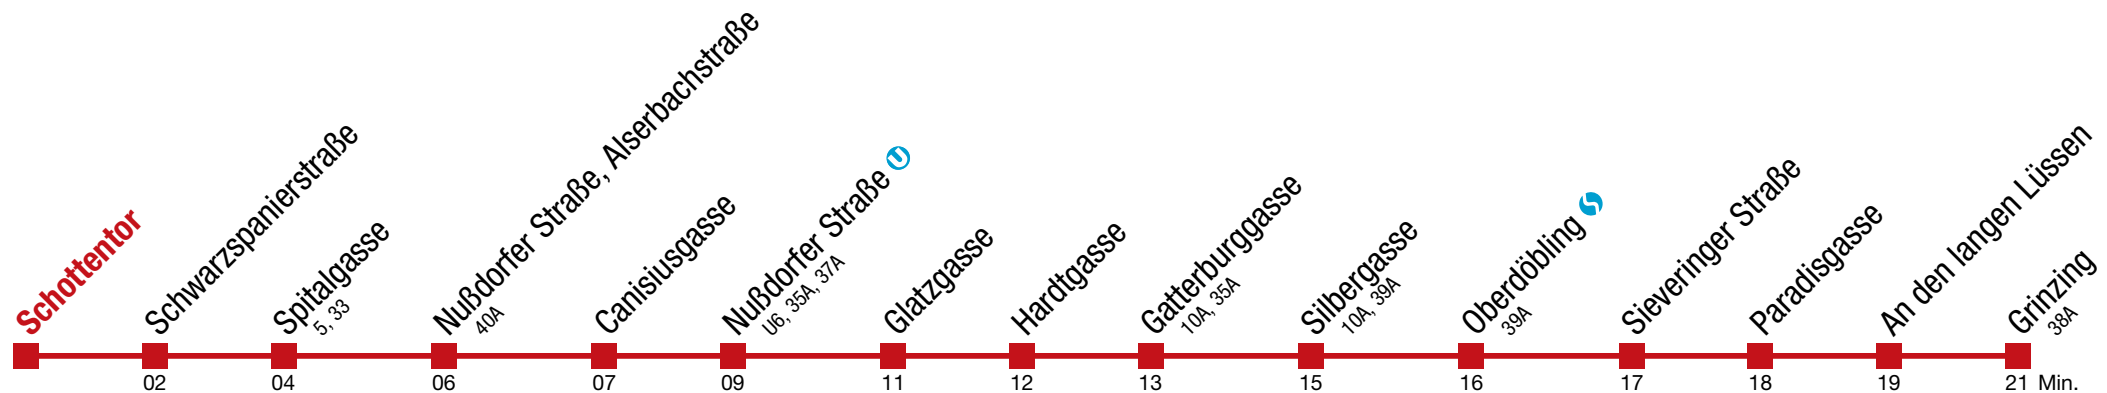 Schottentor
Schwarzspanierstraße
Spitalgasse
5, 33
Nußdorfer Straße, Alserbachstraße
40A
Canisiusgasse
Nußdorfer Straße U
U6, 35A, 37A
Glatzgasse
Hardtgasse
Gatterburggasse
10A, 35A
Silbergasse
10A, 39A
Oberdöbling S
39A
Sieveringer Straße
Paradisgasse
An den langen Lüssen
Grinzing
38A
02 04 06 07 09 11 12 13 15 16 17 18 19 21 Min.